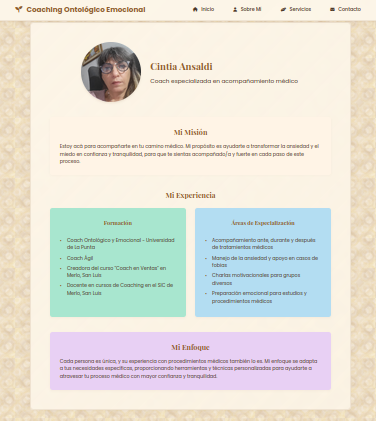 Coaching Ontológico Emocional
Inicio
Sobre Mí
Servicios
Contacto
Cintia Ansaldi
Coach especializada en acompañamiento médico
Mi Misión
Estoy acá para acompañarte en tu camino médico. Mi propósito es ayudarte a transformar la ansiedad y el
miedo en confianza y tranquilidad, para que te sientas acompañado/a y fuerte en cada paso de este
proceso.
Mi Experiencia
Formación
Coach Ontológico y Emocional - Universidad
de La Punta
Coach Ágil
Creadora del curso "Coach en Ventas" en
Merlo, San Luis
Docente en cursos de Coaching en el SIC de
Merlo, San Luis
Áreas de Especialización
Acompañamiento ante, durante y después
de tratamientos médicos
Manejo de la ansiedad y apoyo en casos de
fobias
Charlas motivacionales para grupos
diversos
Preparación emocional para estudios y
procedimientos médicos
Mi Enfoque
Cada persona es única, y su experiencia con procedimientos médicos también lo es. Mi enfoque se adapta
a tus necesidades específicas, proporcionando herramientas y técnicas personalizadas para ayudarte a
atravesar tu proceso médico con mayor confianza y tranquilidad.